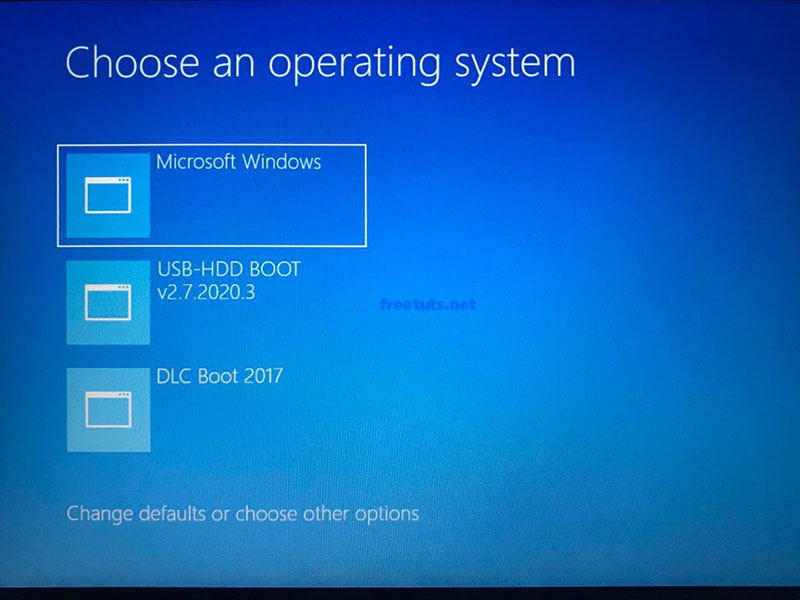 Choose an operating system
Microsoft Windows
USB-HDD BOOT
v2.7.2020.3
freetuts.net
DLC Boot 2017
Change defaults or choose other options